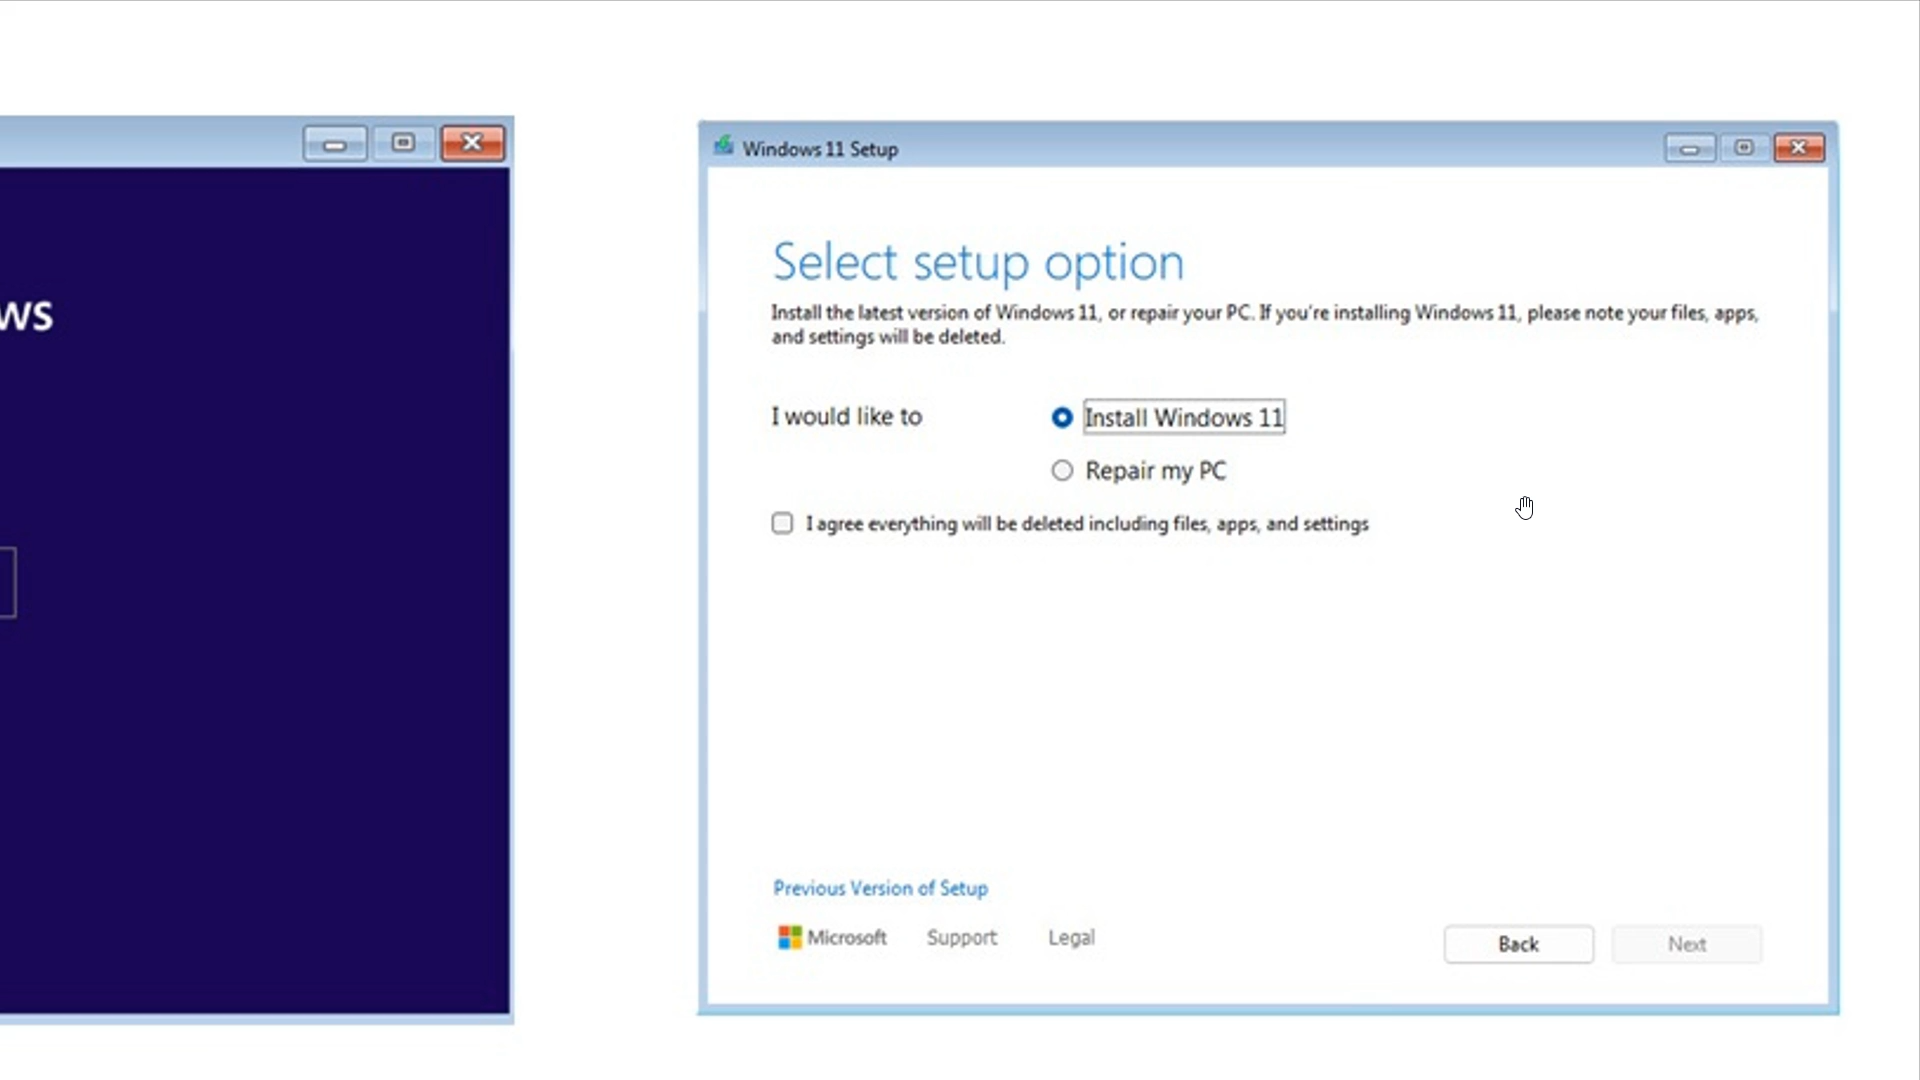 ws
Windows 11 Setup
Select setup option
Install the latest version of Windows 11, or repair your PC. If you're installing Windows 11, please note your files, apps,
and settings will be deleted.
I would like to
Install Windows 11
Repair my PC
I agree everything will be deleted including files, apps, and settings
Previous Version of Setup
Microsoft Support Legal
Back Next